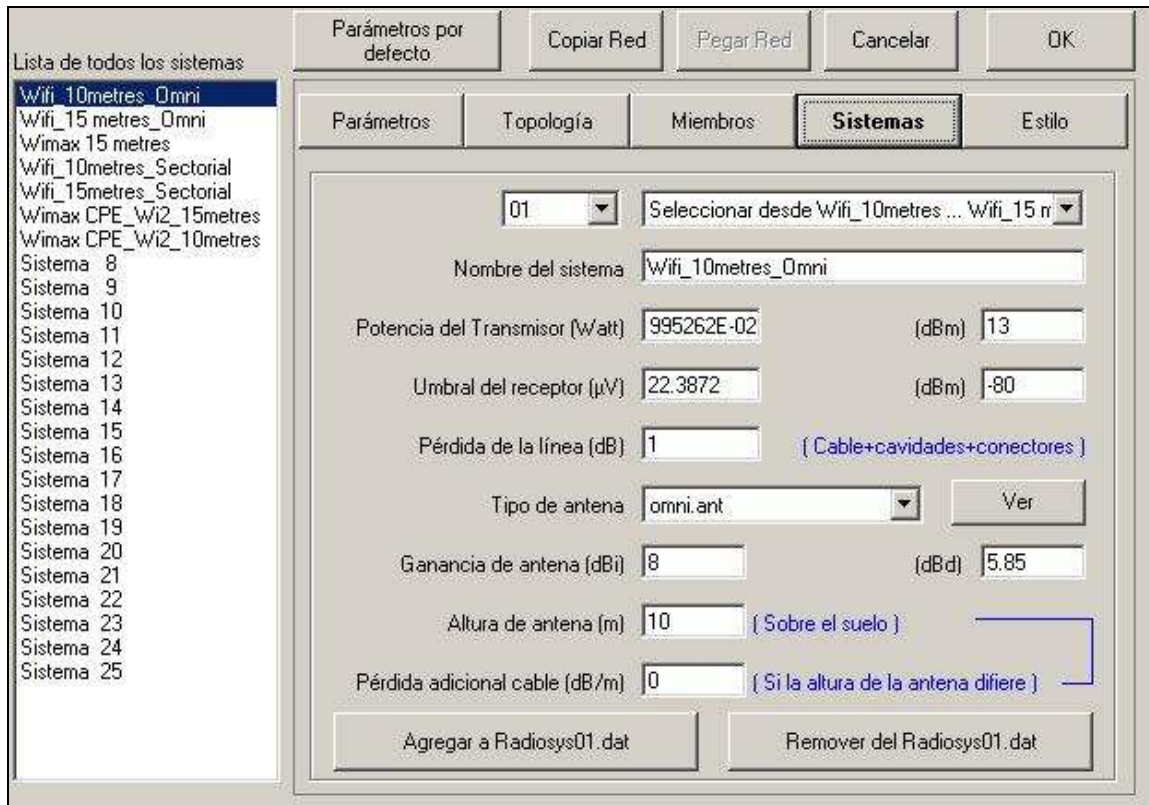 Parámetros por
defecto
Copiar Red
Pegar Red
Cancelar
OK
Lista de todos los sistemas
Wifi_10metres_Omni
Wifi_15 metres_Omni
Wimax 15 metres
Wifi_10metres_Sectorial
Wifi_15metres_Sectorial
Wimax CPE_Wi2_15metres
Wimax CPE_Wi2_10metres
Sistema 8
Sistema 9
Sistema 10
Sistema 11
Sistema 12
Sistema 13
Sistema 14
Sistema 15
Sistema 16
Sistema 17
Sistema 18
Sistema 19
Sistema 20
Sistema 21
Sistema 22
Sistema 23
Sistema 24
Sistema 25
Parámetros
Topología
Miembros
Sistemas
Estilo
01
Seleccionar desde Wifi_10metres ... Wifi_15 m
Nombre del sistema Wifi_10metres_Omni
Potencia del Transmisor (Watt) 995262E-02 (dBm) 13
Umbral del receptor (µV) 22.3872 (dBm) -80
Pérdida de la línea (dB) 1 ( Cable+cavidades+conectores )
Tipo de antena omni.ant Ver
Ganancia de antena (dBi) 8 (dBd) 5.85
Altura de antena (m) 10 ( Sobre el suelo )
Pérdida adicional cable (dB/m) 0 ( Si la altura de la antena difiere )
Agregar a Radiosys01.dat
Remover del Radiosys01.dat